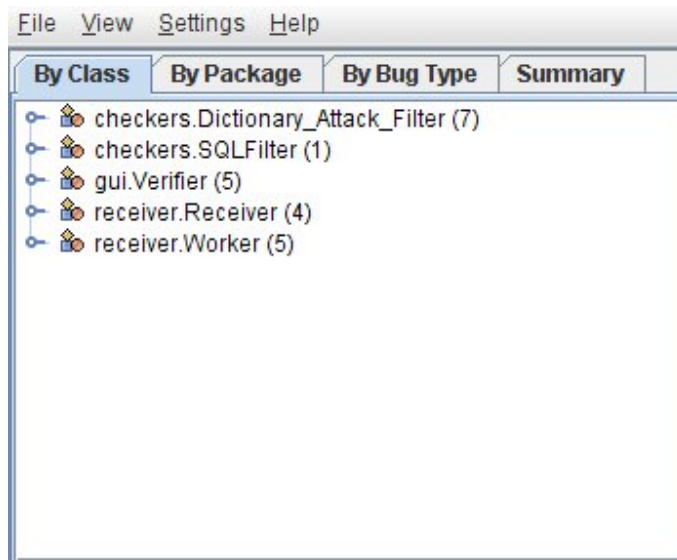 File View Settings Help
By Class By Package By Bug Type Summary
checkers.Dictionary_Attack_Filter (7)
checkers.SQLFilter (1)
gui.Verifier (5)
receiver.Receiver (4)
receiver.Worker (5)